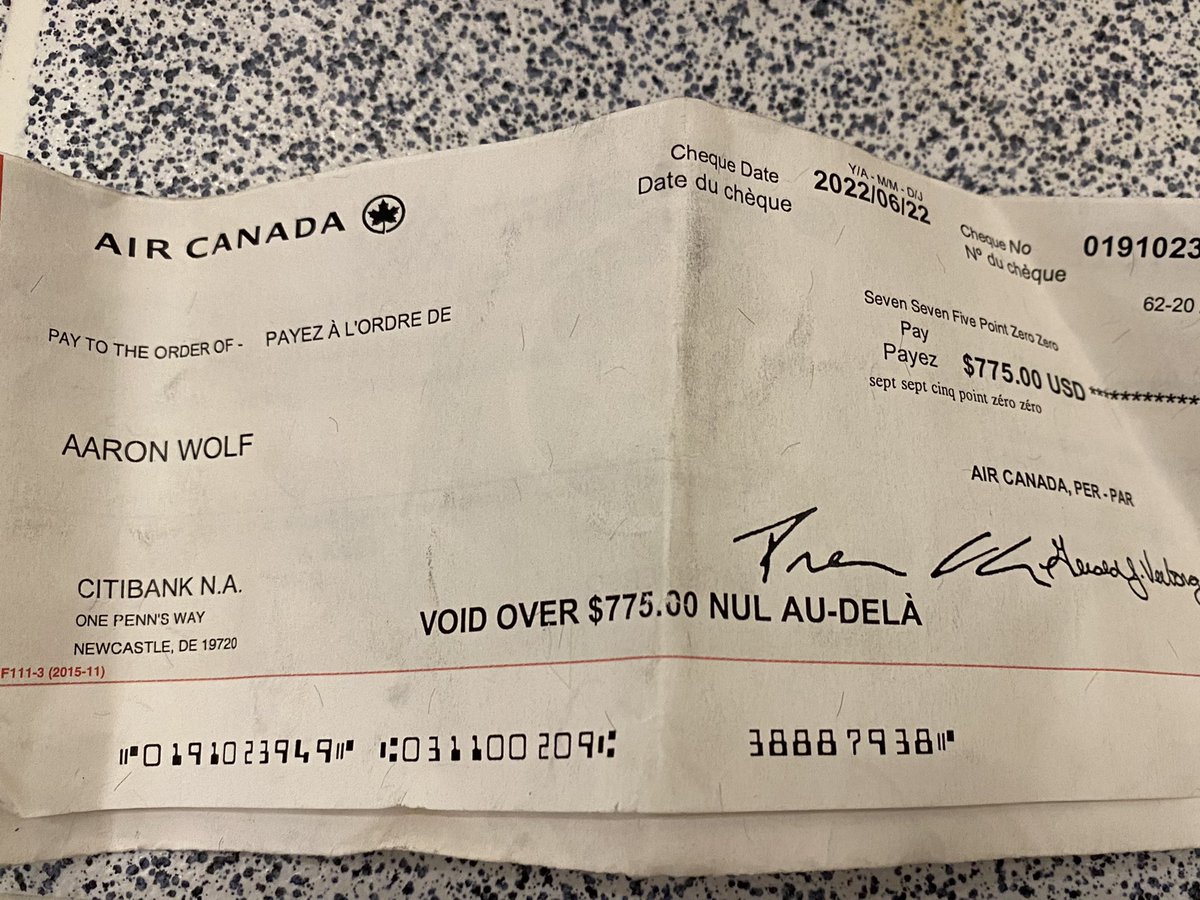 AIR CANADA
Cheque Date
Date du chèque
Y/A - M/M - D/J
2022/06/22
Cheque No
Nº du chèque
0191023
62-20
PAY TO THE ORDER OF - PAYEZ À L'ORDRE DE
Seven Seven Five Point Zero Zero
Pay
Payez $775.00 USD ***********
sept sept cinq point zéro zéro
AARON WOLF
AIR CANADA, PER - PAR
CITIBANK N.A.
ONE PENN'S WAY
NEWCASTLE, DE 19720
VOID OVER $775.00 NUL AU-DELÀ
F111-3 (2015-11)
⑈0191023949⑈ ⑆031100209⑆ 38887938⑈